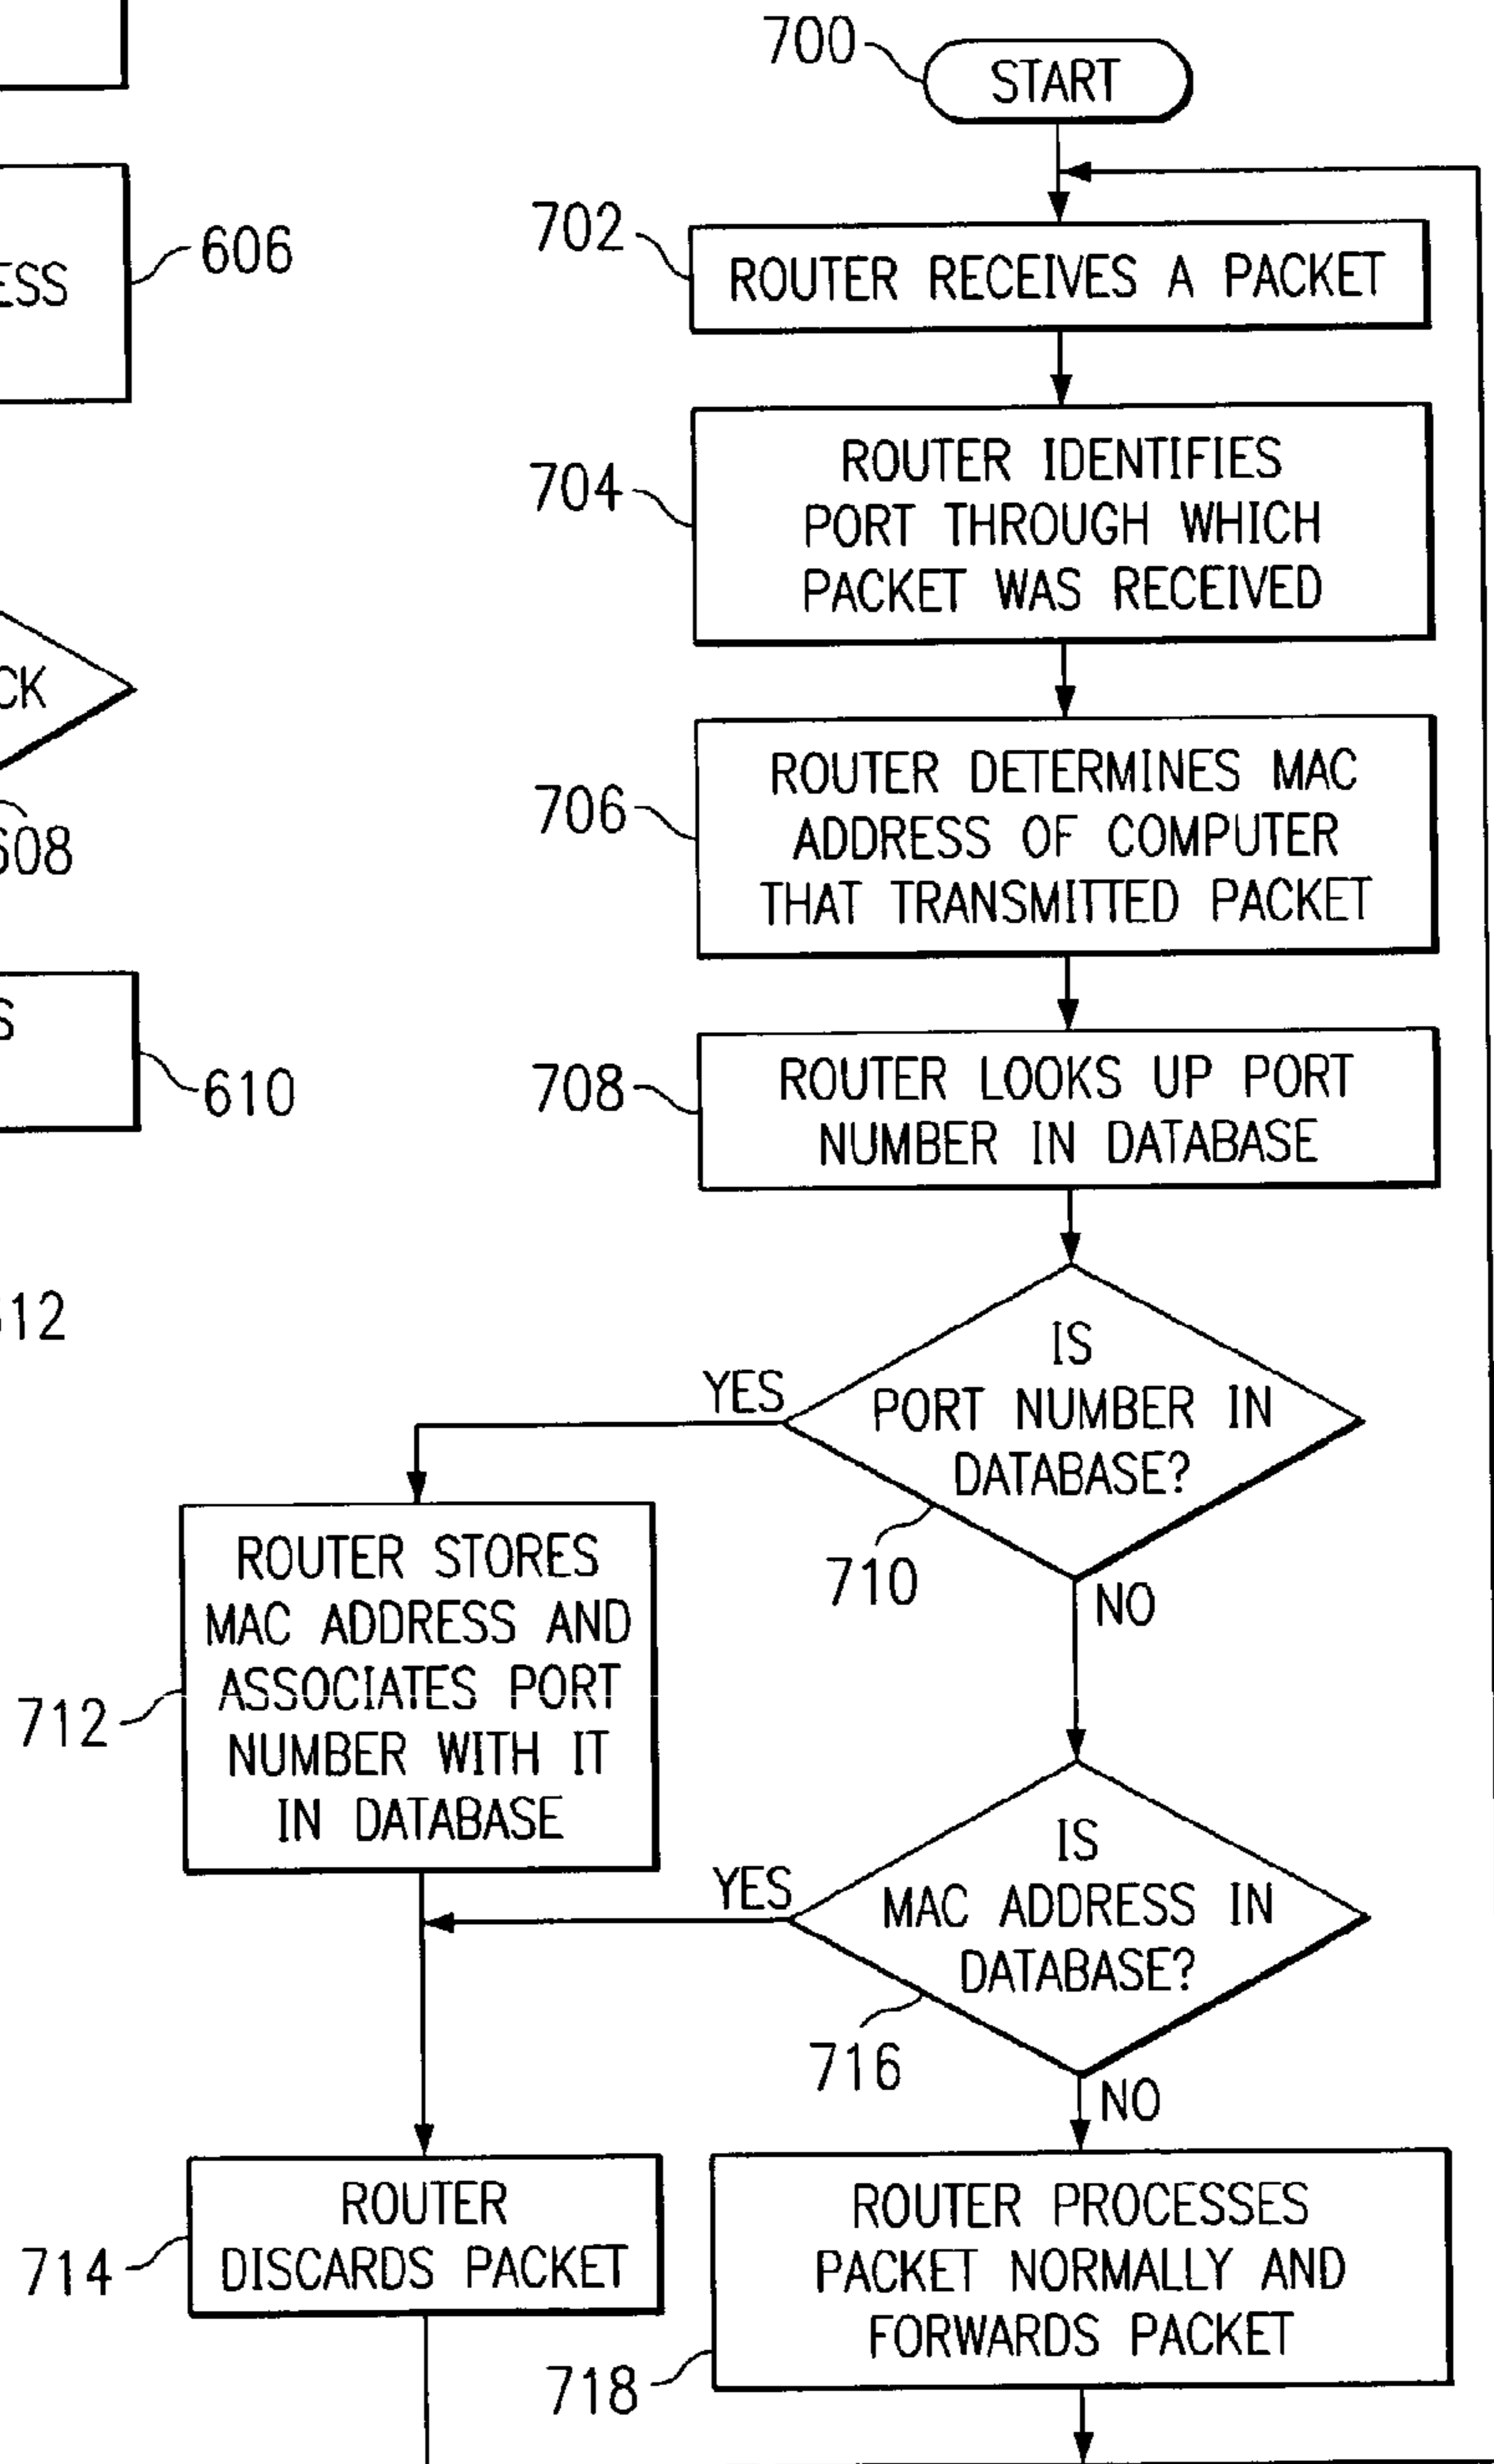 700
START
606
702
ROUTER RECEIVES A PACKET
704
ROUTER IDENTIFIES
PORT THROUGH WHICH
PACKET WAS RECEIVED
706
ROUTER DETERMINES MAC
ADDRESS OF COMPUTER
THAT TRANSMITTED PACKET
608
610
708
ROUTER LOOKS UP PORT
NUMBER IN DATABASE
IS
PORT NUMBER IN
DATABASE?
YES
710
NO
ROUTER STORES
MAC ADDRESS AND
ASSOCIATES PORT
NUMBER WITH IT
IN DATABASE
712
IS
MAC ADDRESS IN
DATABASE?
YES
716
NO
ROUTER
DISCARDS PACKET
714
ROUTER PROCESSES
PACKET NORMALLY AND
FORWARDS PACKET
718